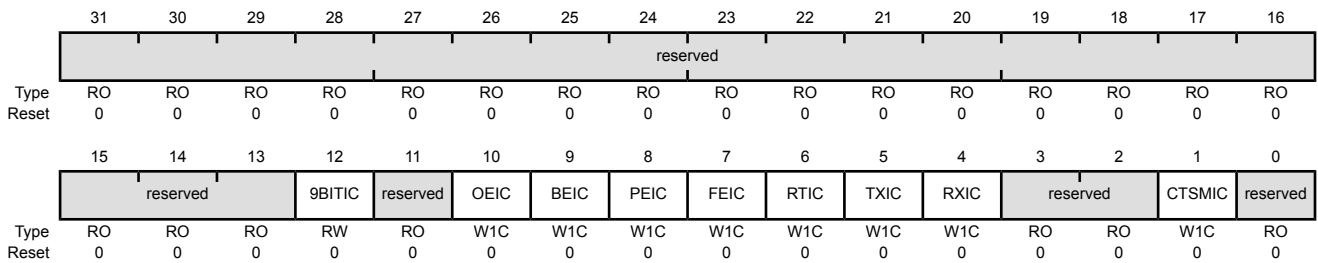 31 30 29 28 27 26 25 24 23 22 21 20 19 18 17 16
reserved
Type RO RO RO RO RO RO RO RO RO RO RO RO RO RO RO RO
Reset 0 0 0 0 0 0 0 0 0 0 0 0 0 0 0 0
15 14 13 12 11 10 9 8 7 6 5 4 3 2 1 0
reserved 9BITIC reserved OEIC BEIC PEIC FEIC RTIC TXIC RXIC reserved CTSMIC reserved
Type RO RO RO RW RO W1C W1C W1C W1C W1C W1C W1C RO RO W1C RO
Reset 0 0 0 0 0 0 0 0 0 0 0 0 0 0 0 0